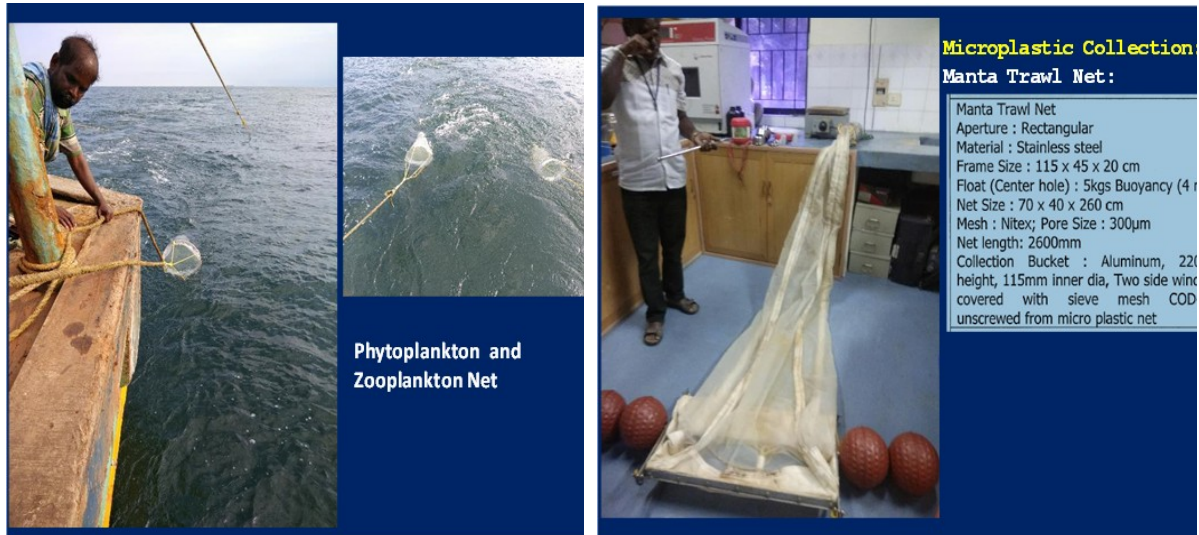 Phytoplankton and
Zooplankton Net
Microplastic Collection:
Manta Trawl Net:
Manta Trawl Net
Aperture : Rectangular
Material : Stainless steel
Frame Size : 115 x 45 x 20 cm
Float (Center hole) : 5kgs Buoyancy (4
Net Size : 70 x 40 x 260 cm
Mesh : Nitex; Pore Size : 300µm
Net length: 2600mm
Collection Bucket : Aluminum,
height, 115mm inner dia, Two side
covered with sieve mesh
unscrewed from micro plastic net